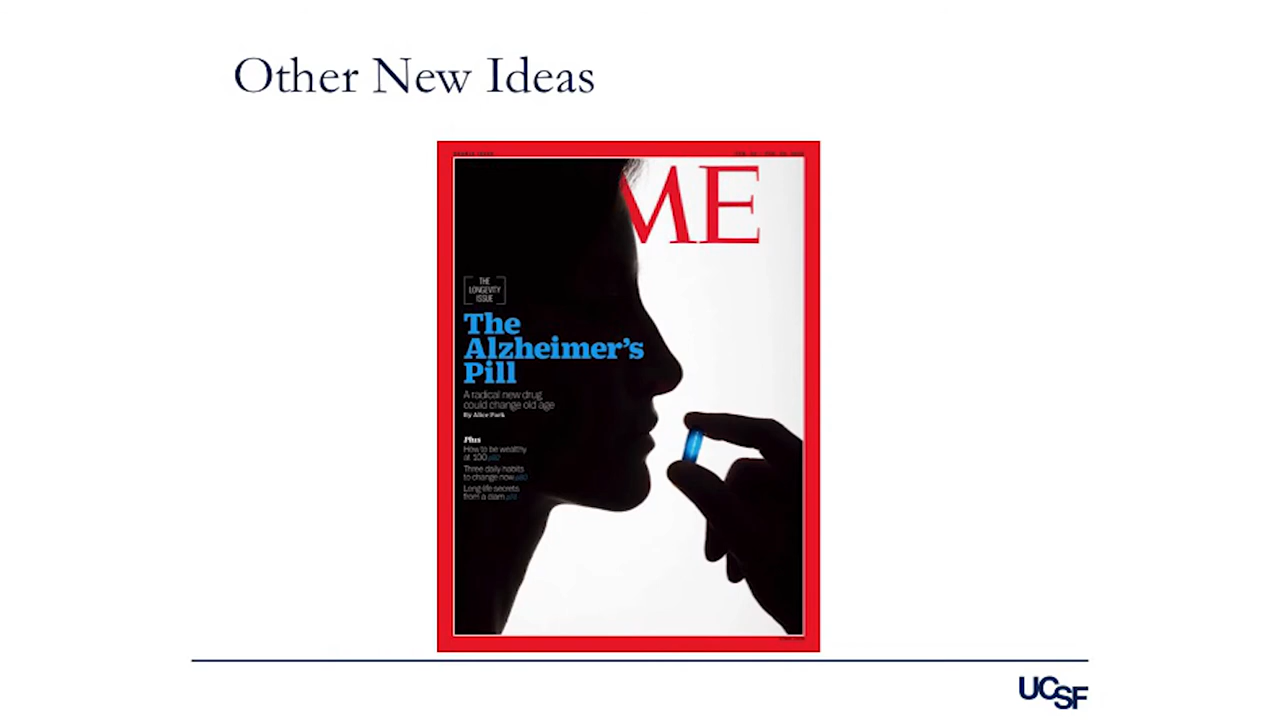 Other New Ideas
ME
THE
LONGEVITY
ISSUE
The
Alzheimer's
Pill
A radical new drug
could change old age
By Alice Park
Plus
How to be wealthy
at 100
Three daily habits
to change now
Long-life secrets
from a clam
UCSF